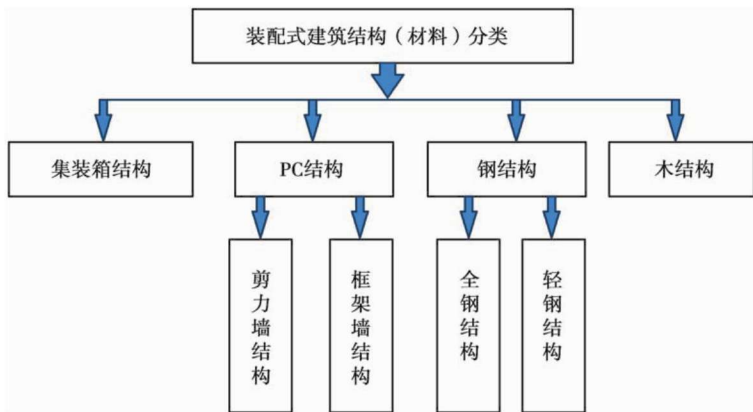 装配式建筑结构（材料）分类
集装箱结构
PC结构
钢结构
木结构
剪力墙结构
框架墙结构
全钢结构
轻钢结构